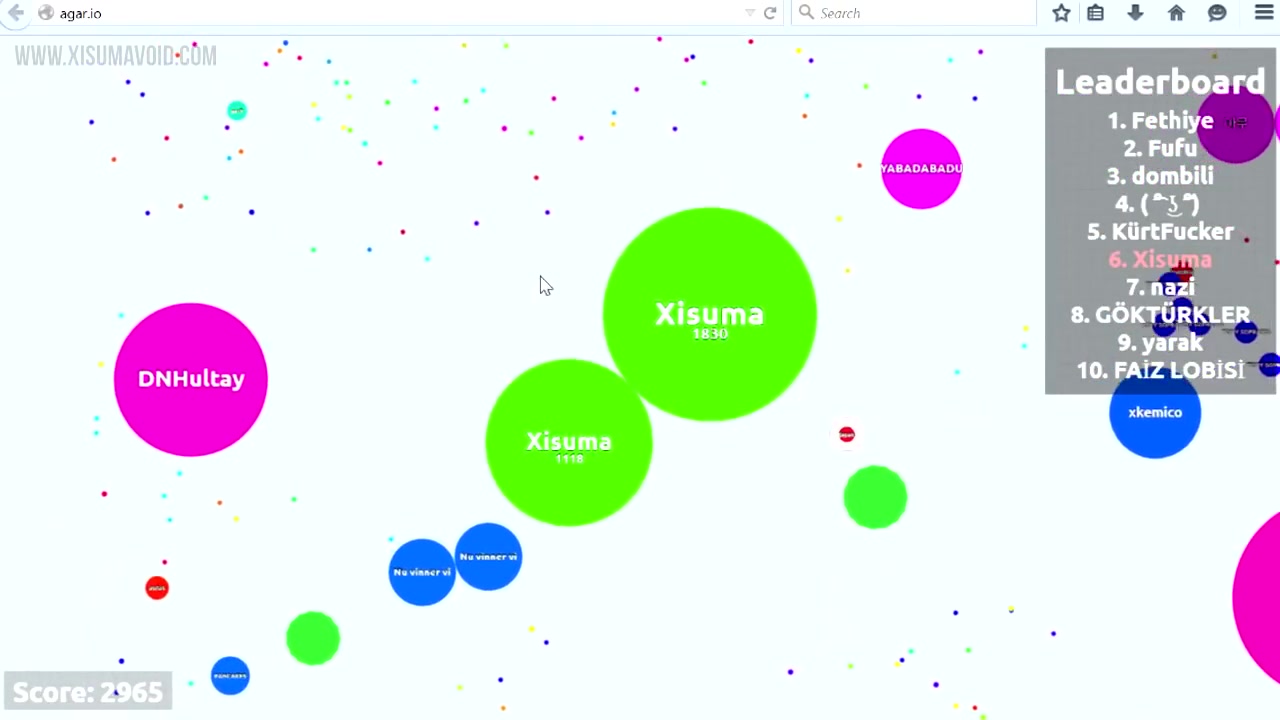 agar.io
Search
WWW.XISUMAVOID.COM
Leaderboard
1. Fethiye
2. Fufu
3. dombili
4. ( ͡° ͜ʖ ͡°)
5. KürtFucker
6. Xisuma
7. nazi
8. GÖKTÜRKLER
9. yarak
10. FAİZ LOBİSİ
YABADABADU
Xisuma
1830
DNHultay
xkemico
Xisuma
1118
Nu vinner vi
Nu vinner vi
PANCAKES
Score: 2965